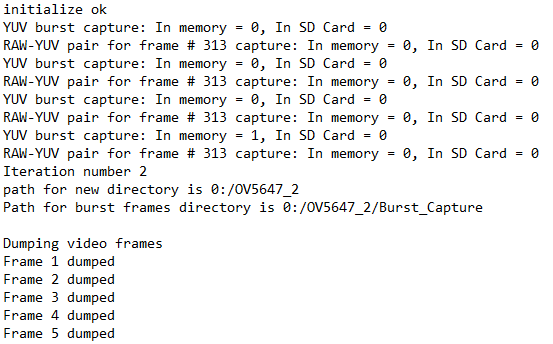 initialize ok
YUV burst capture: In memory = 0, In SD Card = 0
RAW-YUV pair for frame # 313 capture: In memory = 0, In SD Card = 0
YUV burst capture: In memory = 0, In SD Card = 0
RAW-YUV pair for frame # 313 capture: In memory = 0, In SD Card = 0
YUV burst capture: In memory = 0, In SD Card = 0
RAW-YUV pair for frame # 313 capture: In memory = 0, In SD Card = 0
YUV burst capture: In memory = 1, In SD Card = 0
RAW-YUV pair for frame # 313 capture: In memory = 0, In SD Card = 0
Iteration number 2
path for new directory is 0:/OV5647_2
Path for burst frames directory is 0:/OV5647_2/Burst_Capture
Dumping video frames
Frame 1 dumped
Frame 2 dumped
Frame 3 dumped
Frame 4 dumped
Frame 5 dumped